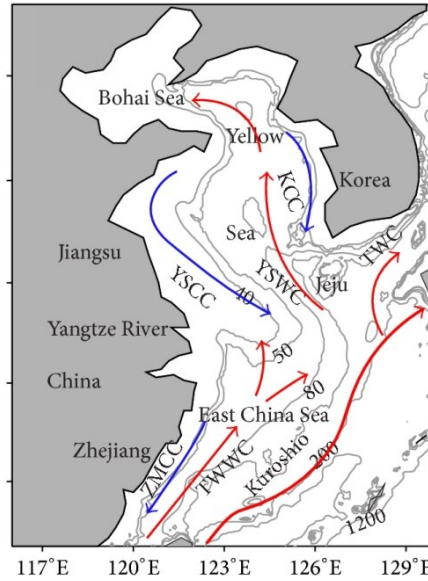 Bohai Sea
Yellow
KCC
Korea
Sea
TWC
Jiangsu
YSCC
YSWC
Jeju
40
Yangtze River
50
China
80
East China Sea
Zhejiang
ZMCC
TWWC
Kuroshio
200
1200
117°E 120°E 123°E 126°E 129°E